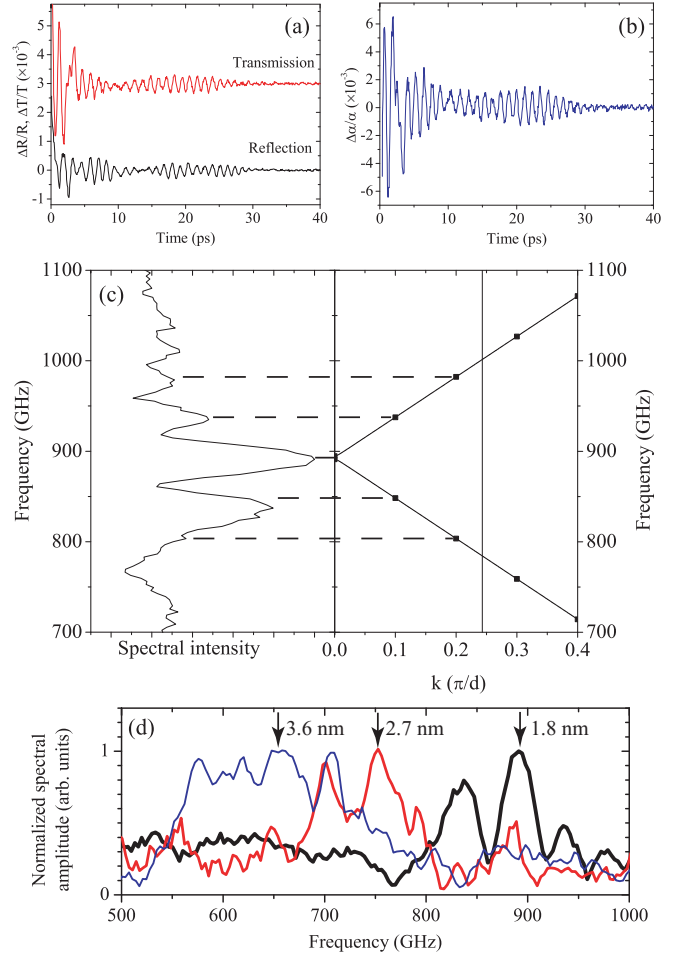 (a)
Transmission
Reflection
ΔR/R, ΔT/T (×10⁻³)
5
4
3
2
1
0
-1
0 10 20 30 40
Time (ps)
(b)
Δα/α (×10⁻³)
6
4
2
0
-2
-4
-6
0 10 20 30 40
Time (ps)
(c)
Frequency (GHz)
1100
1000
900
800
700
Spectral intensity
0.0 0.1 0.2 0.3 0.4
k (π/d)
1100
1000
900
800
700
Frequency (GHz)
(d)
3.6 nm
2.7 nm
1.8 nm
Normalized spectral
amplitude (arb. units)
1
0
500 600 700 800 900 1000
Frequency (GHz)